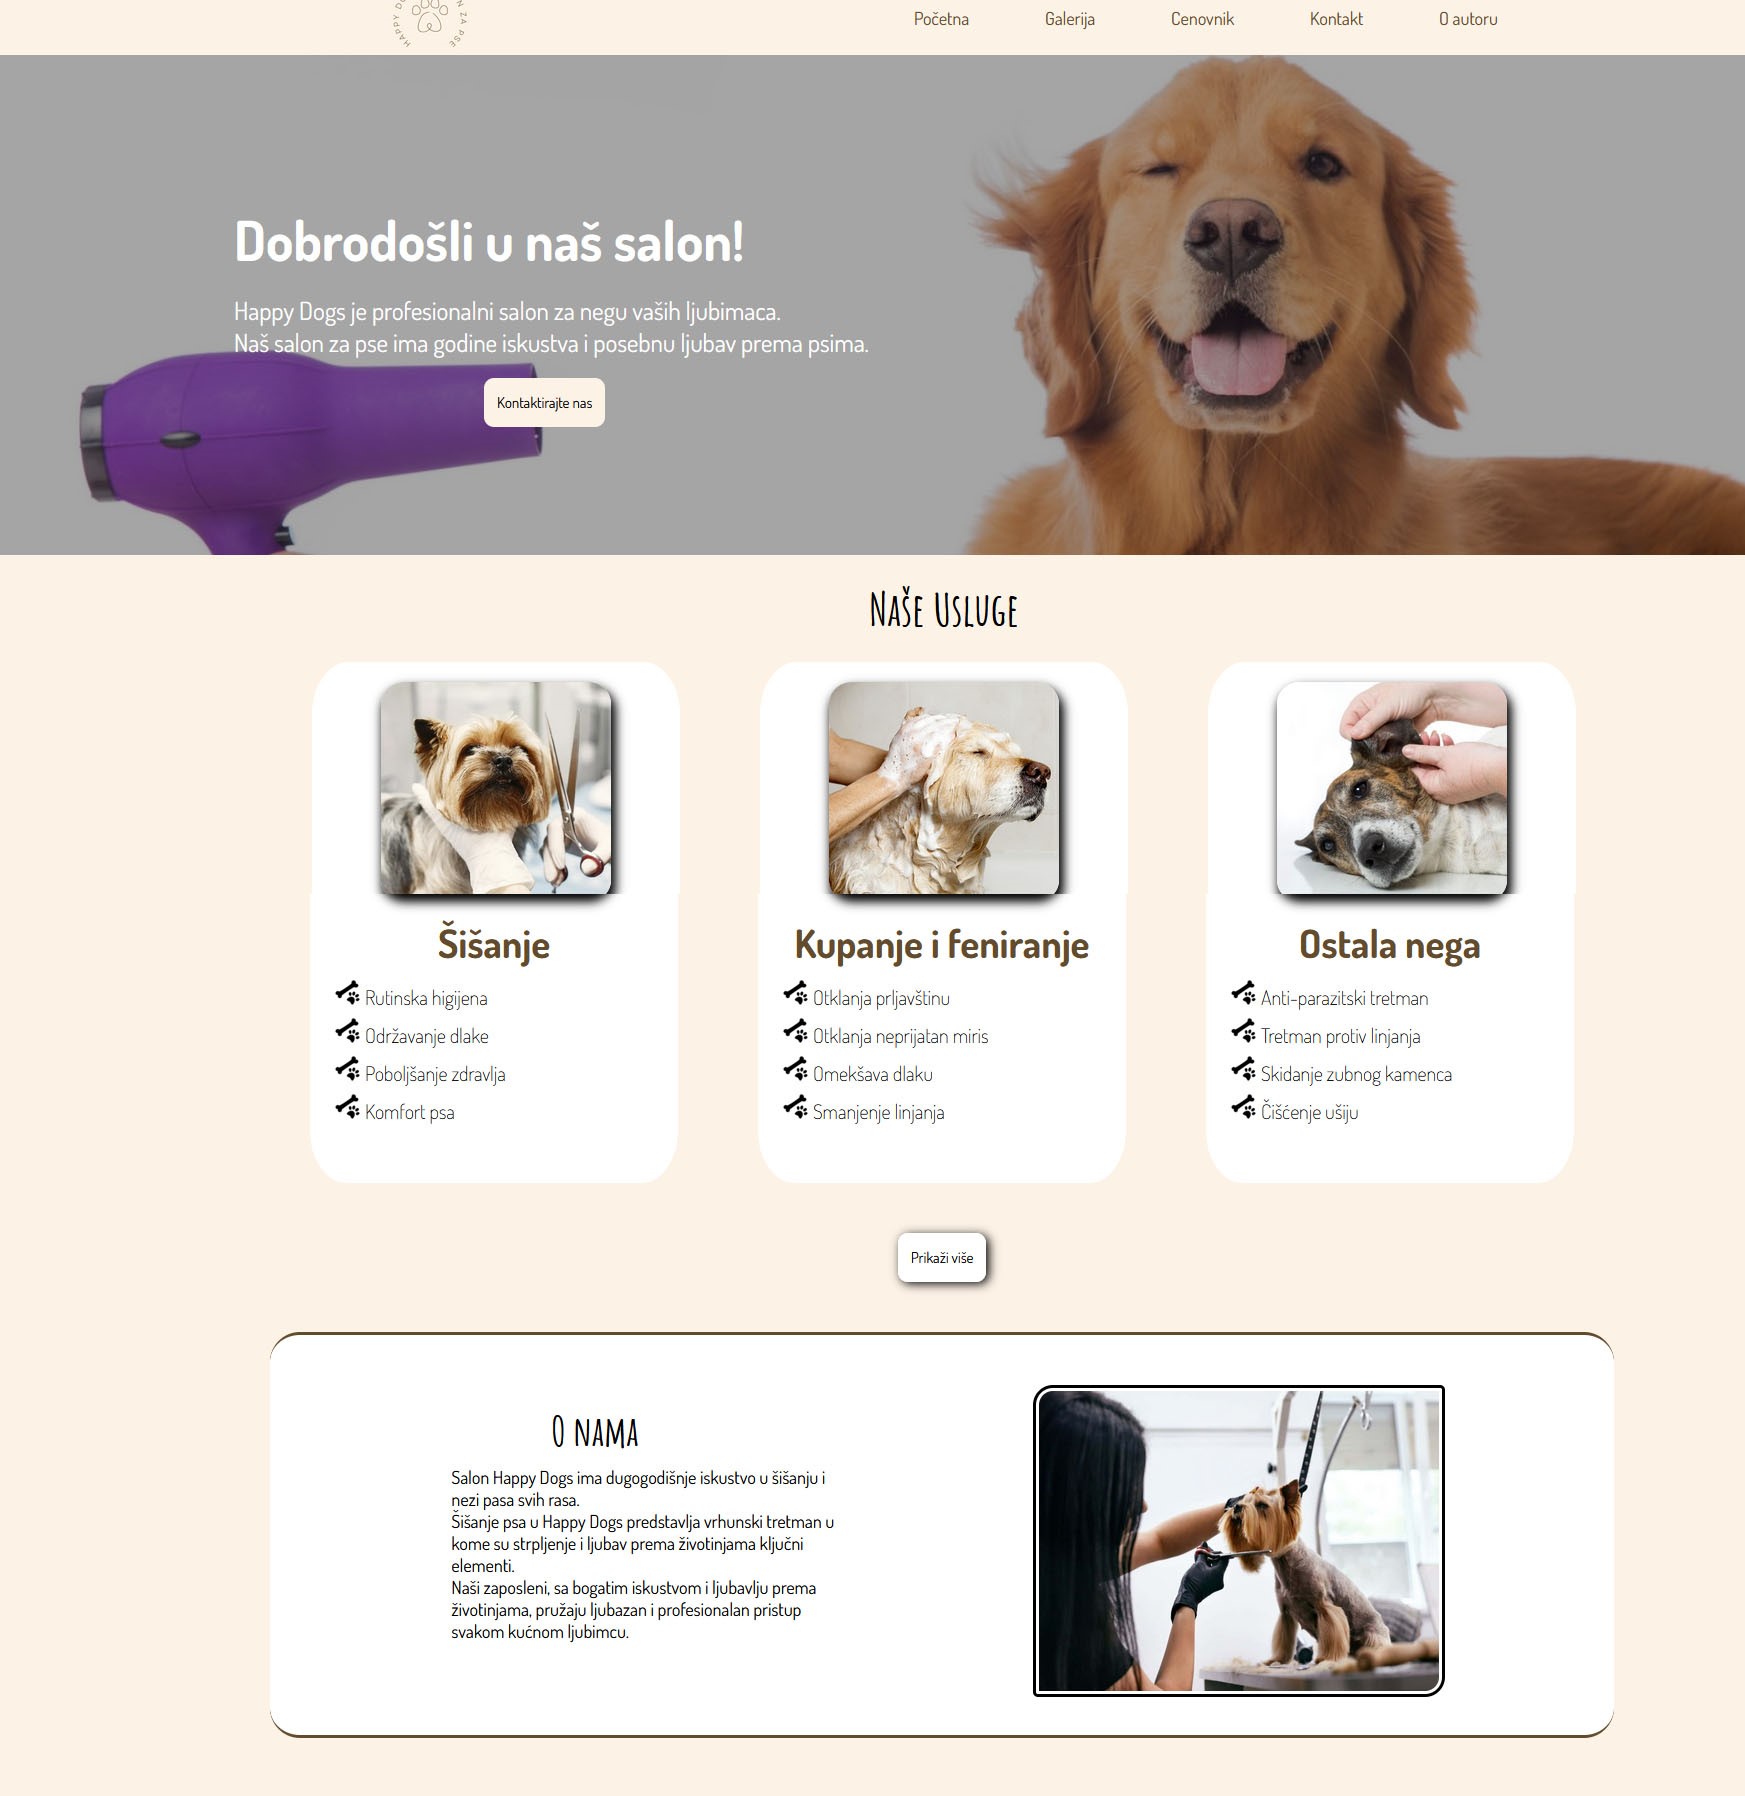 HAPPY
N ZA PSE
Početna Galerija Cenovnik Kontakt O autoru
Dobrodošli u naš salon!
Happy Dogs je profesionalni salon za negu vaših ljubimaca.
Naš salon za pse ima godine iskustva i posebnu ljubav prema psima.
Kontaktirajte nas
Naše Usluge
Šišanje
Rutinska higijena
Održavanje dlake
Poboljšanje zdravlja
Komfort psa
Kupanje i feniranje
Otklanja prljavštinu
Otklanja neprijatan miris
Omekšava dlaku
Smanjenje linjanja
Ostala nega
Anti-parazitski tretman
Tretman protiv linjanja
Skidanje zubnog kamenca
Čišćenje ušiju
Prikaži više
O nama
Salon Happy Dogs ima dugogodišnje iskustvo u šišanju i
nezi pasa svih rasa.
Šišanje psa u Happy Dogs predstavlja vrhunski tretman u
kome su strpljenje i ljubav prema životinjama ključni
elementi.
Naši zaposleni, sa bogatim iskustvom i ljubavlju prema
životinjama, pružaju ljubazan i profesionalan pristup
svakom kućnom ljubimcu.